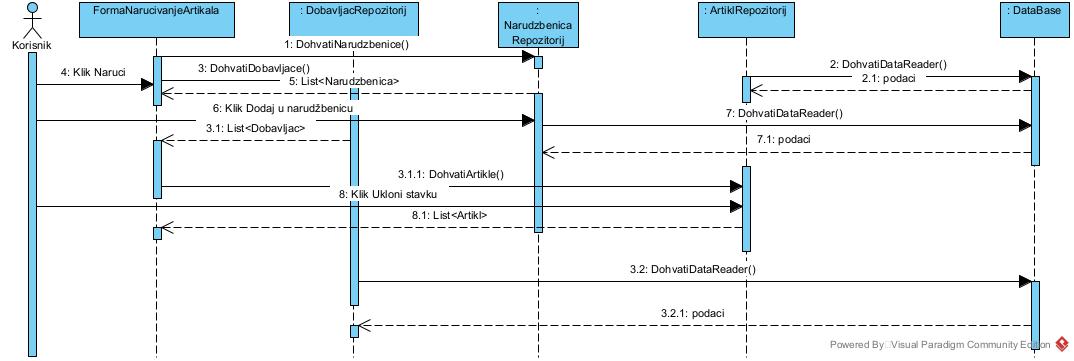 Korisnik
FormaNarucivanjeArtikala
: DobavljacRepozitorij
:
Narudzbenica
Repozitorij
: ArtiklRepozitorij
: DataBase
1: DohvatiNarudzbenice()
2: DohvatiDataReader()
2.1: podaci
4: Klik Naruci
3: DohvatiDobavljace()
5: List<Narudzbenica>
6: Klik Dodaj u narudžbenicu
7: DohvatiDataReader()
3.1: List<Dobavljac>
7.1: podaci
3.1.1: DohvatiArtikle()
8: Klik Ukloni stavku
8.1: List<Artikl>
3.2: DohvatiDataReader()
3.2.1: podaci
Powered By Visual Paradigm Community Edition